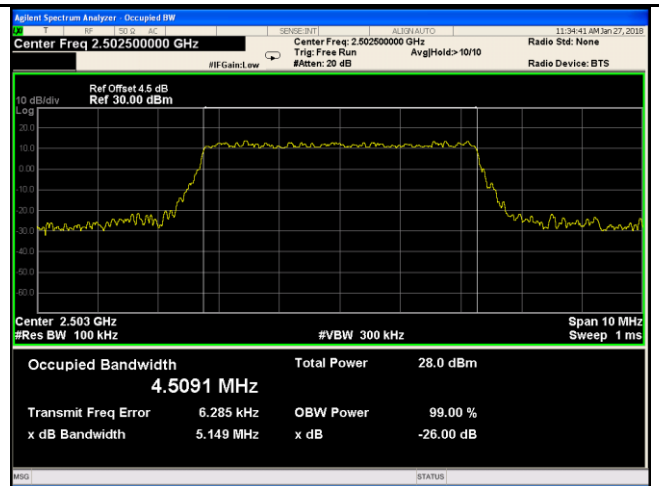 Agilent Spectrum Analyzer - Occupied BW
T RF 50 Ω AC SENSE:INT ALIGN AUTO 11:34:41 AM Jan 27, 2018
Center Freq 2.502500000 GHz Center Freq: 2.502500000 GHz Radio Std: None
Trig: Free Run Avg|Hold:> 10/10
#IFGain:Low #Atten: 20 dB Radio Device: BTS
Ref Offset 4.5 dB
10 dB/div Ref 30.00 dBm
Log
20.0
10.0
0.00
-10.0
-20.0
-30.0
-40.0
-50.0
-60.0
Center 2.503 GHz Span 10 MHz
#Res BW 100 kHz #VBW 300 kHz Sweep 1 ms
Occupied Bandwidth Total Power 28.0 dBm
4.5091 MHz
Transmit Freq Error 6.285 kHz OBW Power 99.00 %
x dB Bandwidth 5.149 MHz x dB -26.00 dB
MSG STATUS